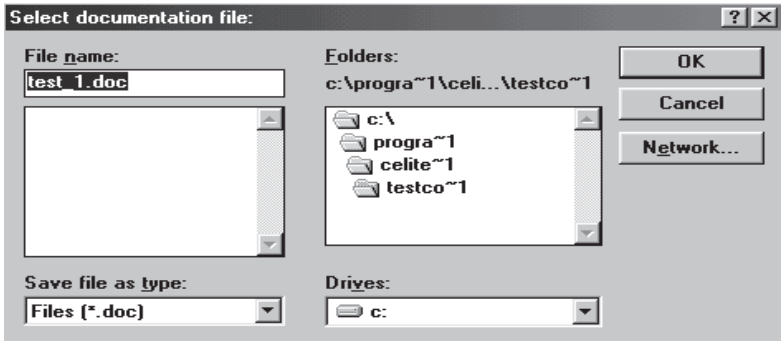 Select documentation file:
? ×
File name:
test_1.doc
Folders:
c:\progra~1\celi...\testco~1
c:\
progra~1
celite~1
testco~1
OK
Cancel
Network...
Save file as type:
Files (*.doc)
Drives:
c: